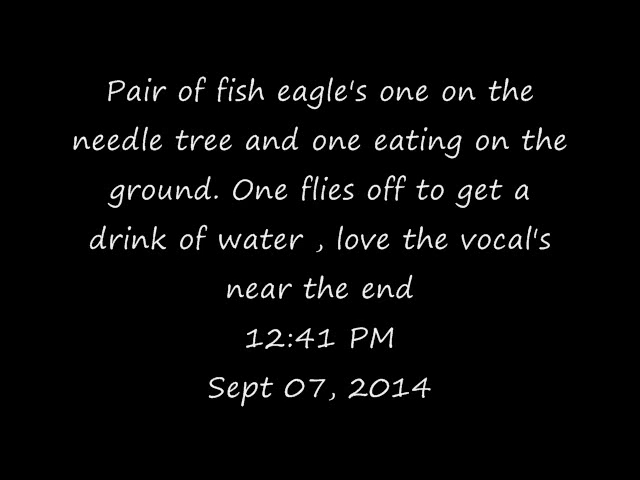 Pair of fish eagle's one on the
needle tree and one eating on the
ground. One flies off to get a
drink of water , love the vocal's
near the end
12:41 PM
Sept 07, 2014